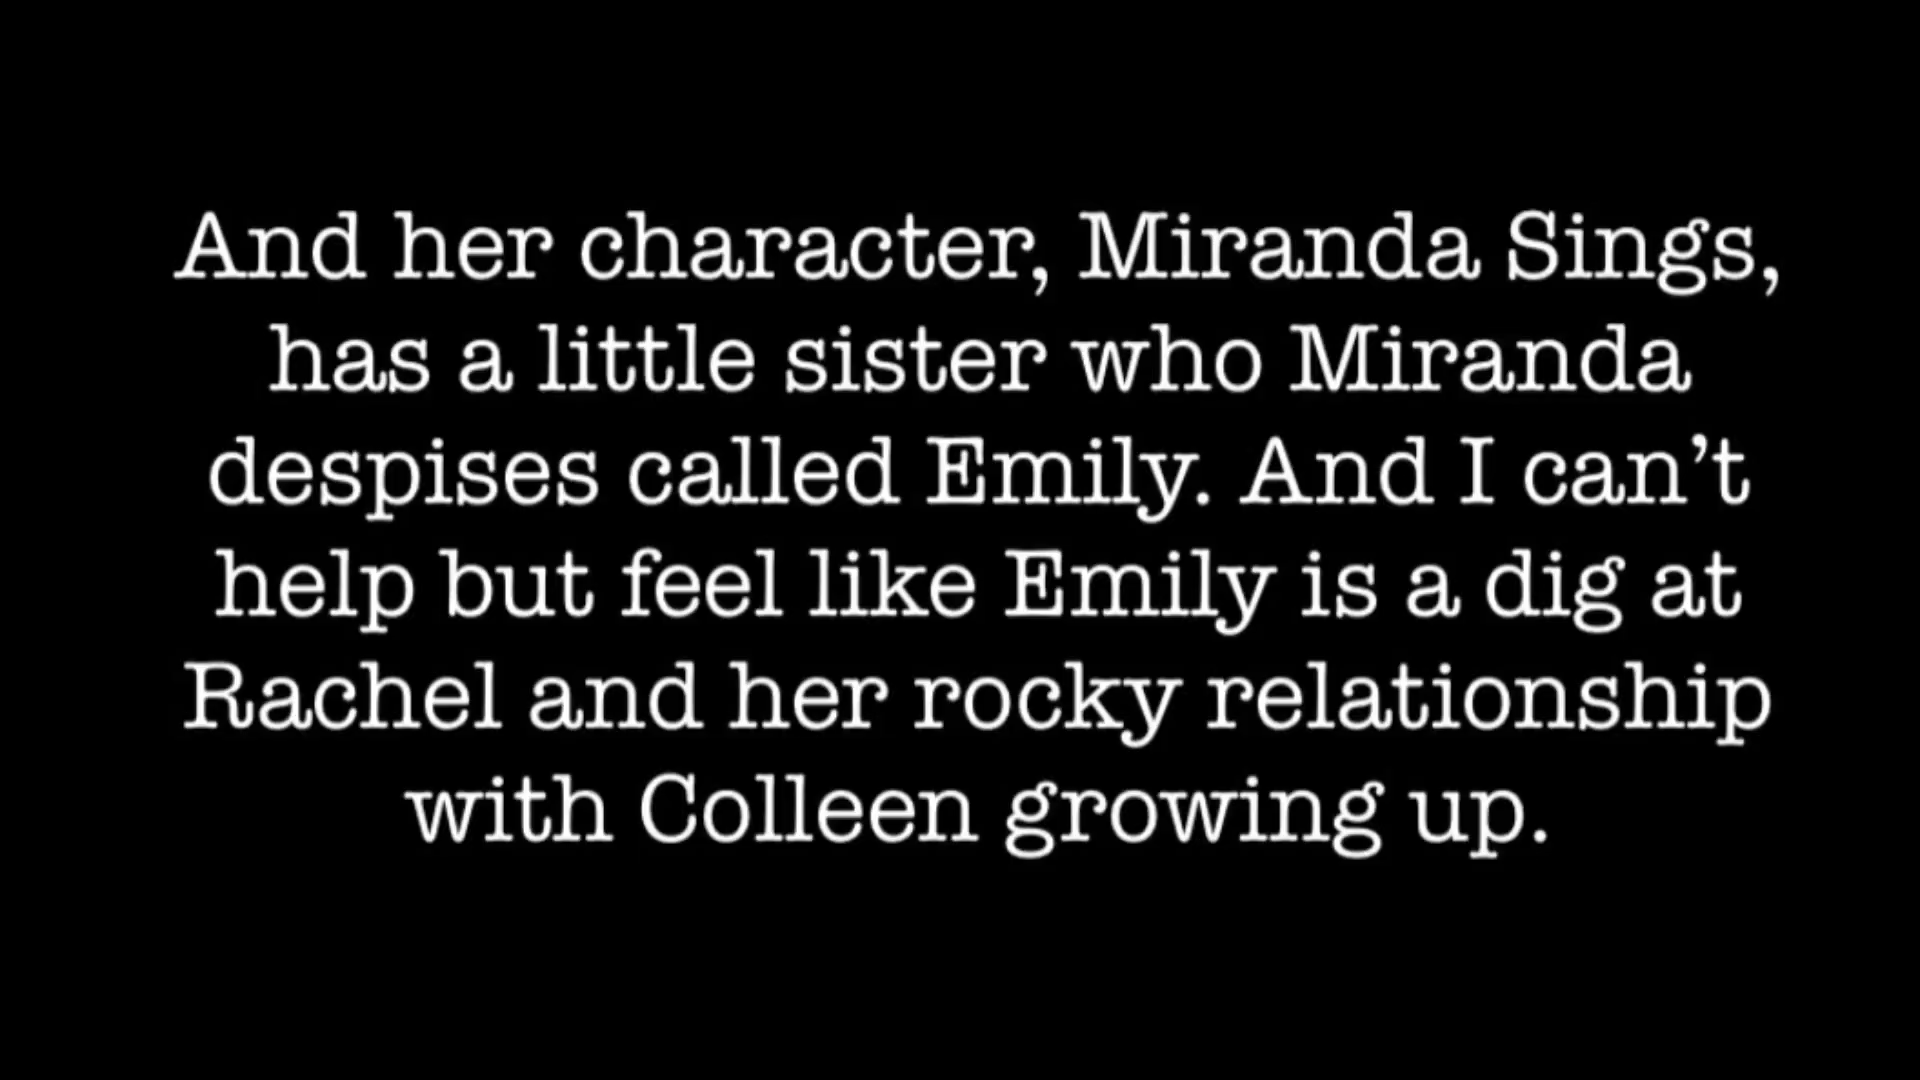 And her character, Miranda Sings,
has a little sister who Miranda
despises called Emily. And I can’t
help but feel like Emily is a dig at
Rachel and her rocky relationship
with Colleen growing up.